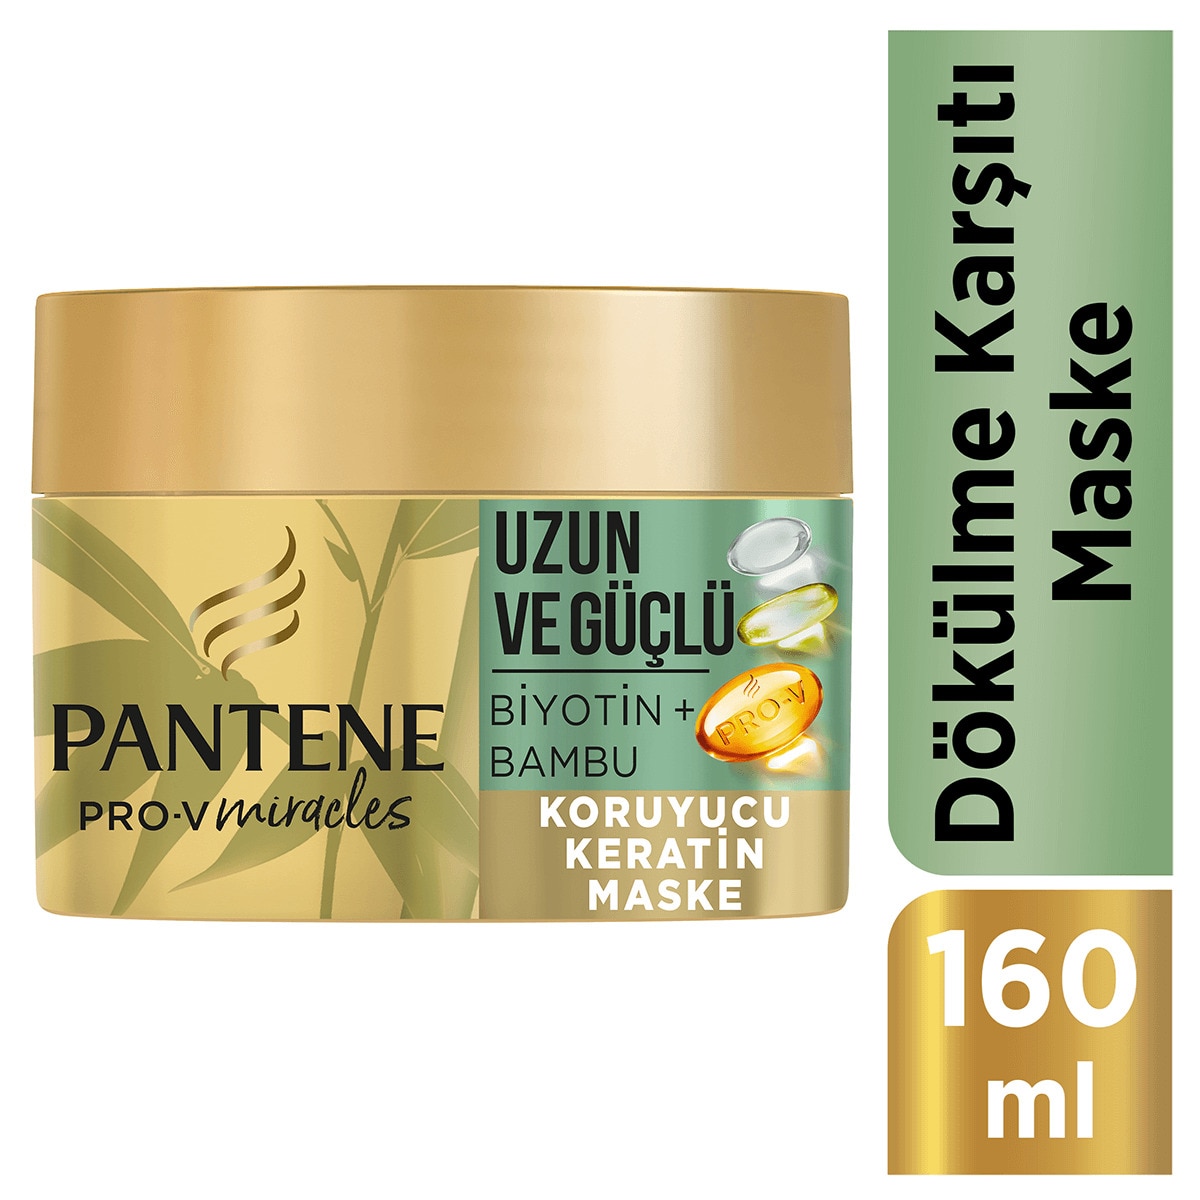 PANTENE
PRO-V miracles
UZUN
VE GÜÇLÜ
BİYOTİN +
BAMBU
PRO-V
KORUYUCU
KERATİN
MASKE
Dökülme Karşıtı
Maske
160
ml